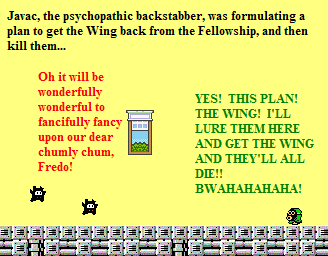 Javac, the psychopathic backstabber, was formulating a
plan to get the Wing back from the Fellowship, and then
kill them...
Oh it will be
wonderfully
wonderful to
fancifully fancy
upon our dear
chumly chum,
Fredo!
YES! THIS PLAN!
THE WING! I'LL
LURE THEM HERE
AND GET THE WING
AND THEY'LL ALL
DIE!!
BWAHAHAHAHA!